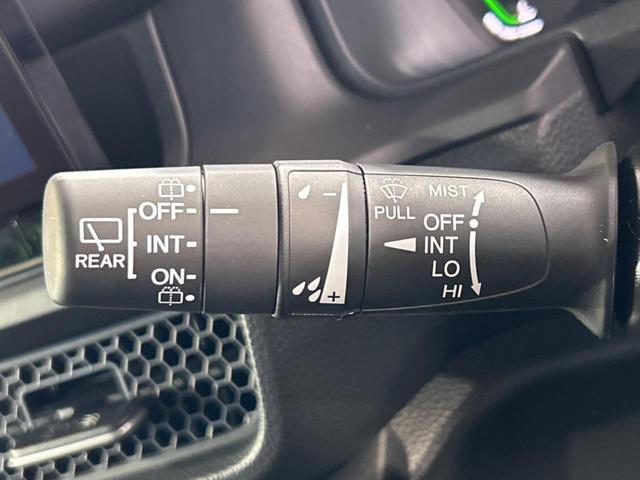 REAR
OFF
INT
ON
−
+
PULL
MIST
OFF
INT
LO
HI